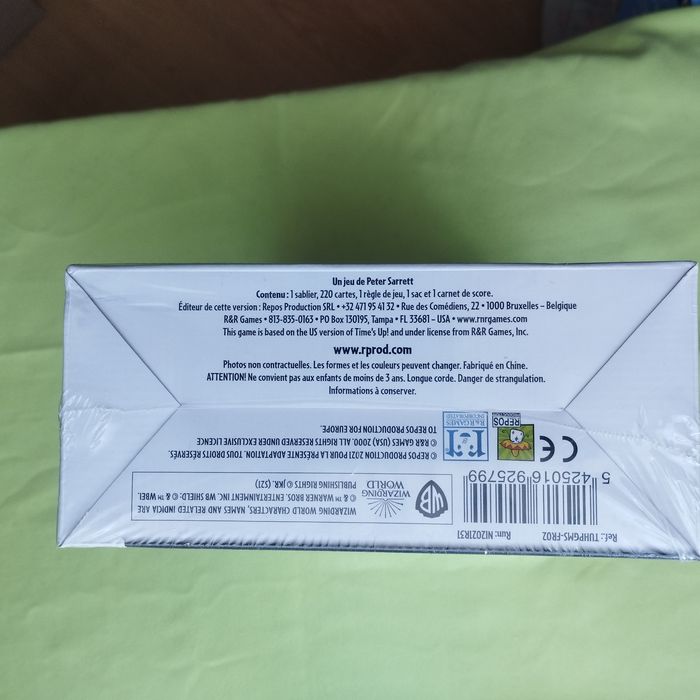 Un jeu de Peter Sarrett
Contenu : 1 sablier, 220 cartes, 1 règle de jeu, 1 sac et 1 carnet de score.
Éditeur de cette version : Repos Production SRL • +32 471 95 41 32 • Rue des Comédiens, 22 • 1000 Bruxelles – Belgique
R&R Games • 813-835-0163 • PO Box 130195, Tampa • FL 33681 – USA • www.rnrgames.com
This game is based on the US version of Time's Up! and under license from R&R Games, Inc.
www.rprod.com
Photos non contractuelles. Les formes et les couleurs peuvent changer. Fabriqué en Chine.
ATTENTION! Ne convient pas aux enfants de moins de 3 ans. Longue corde. Danger de strangulation.
Informations à conserver.
Ref.: TUHPGMS-FR02
Run: NIZ021RS1
5 425016 925799
WB
WIZARDING
WORLD
WIZARDING WORLD CHARACTERS, NAMES AND RELATED INDICIA ARE
© & ™ WARNER BROS. ENTERTAINMENT INC. WB SHIELD: © & ™ WBEI.
PUBLISHING RIGHTS © JKR. (s21)
CE
REPOS
PRODUCTION
R&R GAMES
INCORPORATED
© REPOS PRODUCTION 2021 POUR LA PRÉSENTE ADAPTATION. TOUS DROITS RÉSERVÉS.
© R&R GAMES (USA) 2000. ALL RIGHTS RESERVED UNDER EXCLUSIVE LICENCE
TO REPOS PRODUCTION FOR EUROPE.